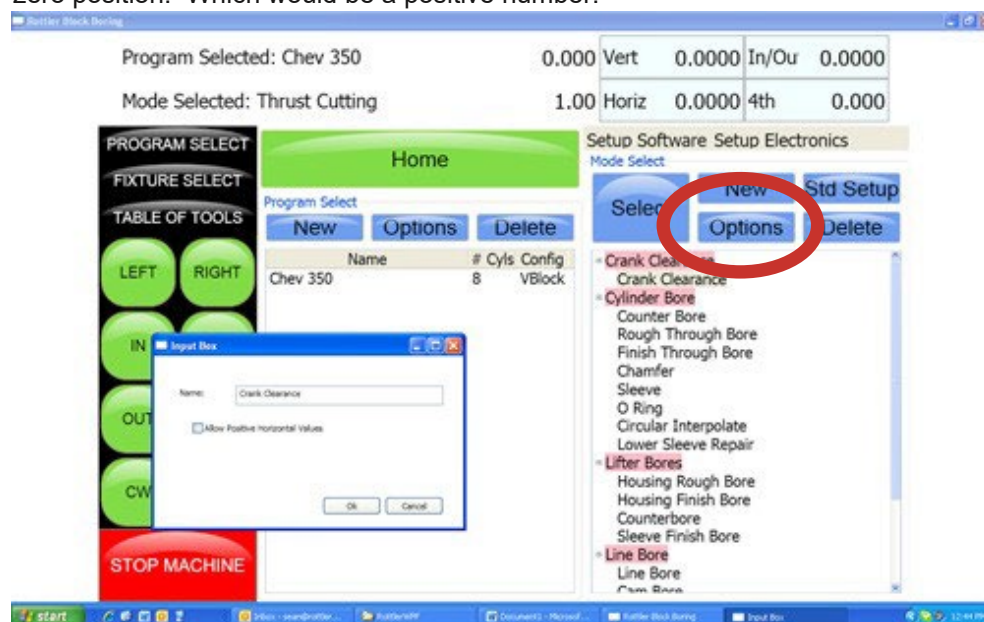 zero position. Which would be a positive number.
Rottler Block Boring
Program Selected: Chev 350
0.000 Vert 0.0000 In/Ou 0.0000
Mode Selected: Thrust Cutting
1.00 Horiz 0.0000 4th 0.000
PROGRAM SELECT
FIXTURE SELECT
TABLE OF TOOLS
LEFT RIGHT
IN
OUT
CW
STOP MACHINE
Home
Program Select
New Options Delete
Name # Cyls Config
Chev 350 8 VBlock
Input Box
Name: Crank Clearance
Allow Positive Horizontal Values
Ok Cancel
Setup Software Setup Electronics
Mode Select
Selec New Std Setup
Options Delete
Crank Clearance
Crank Clearance
Cylinder Bore
Counter Bore
Rough Through Bore
Finish Through Bore
Chamfer
Sleeve
O Ring
Circular Interpolate
Lower Sleeve Repair
Lifter Bores
Housing Rough Bore
Housing Finish Bore
Counterbore
Sleeve Finish Bore
Line Bore
Line Bore
Cam Bore
start
Document1 - Microsof... Rottler Block Boring Input Box